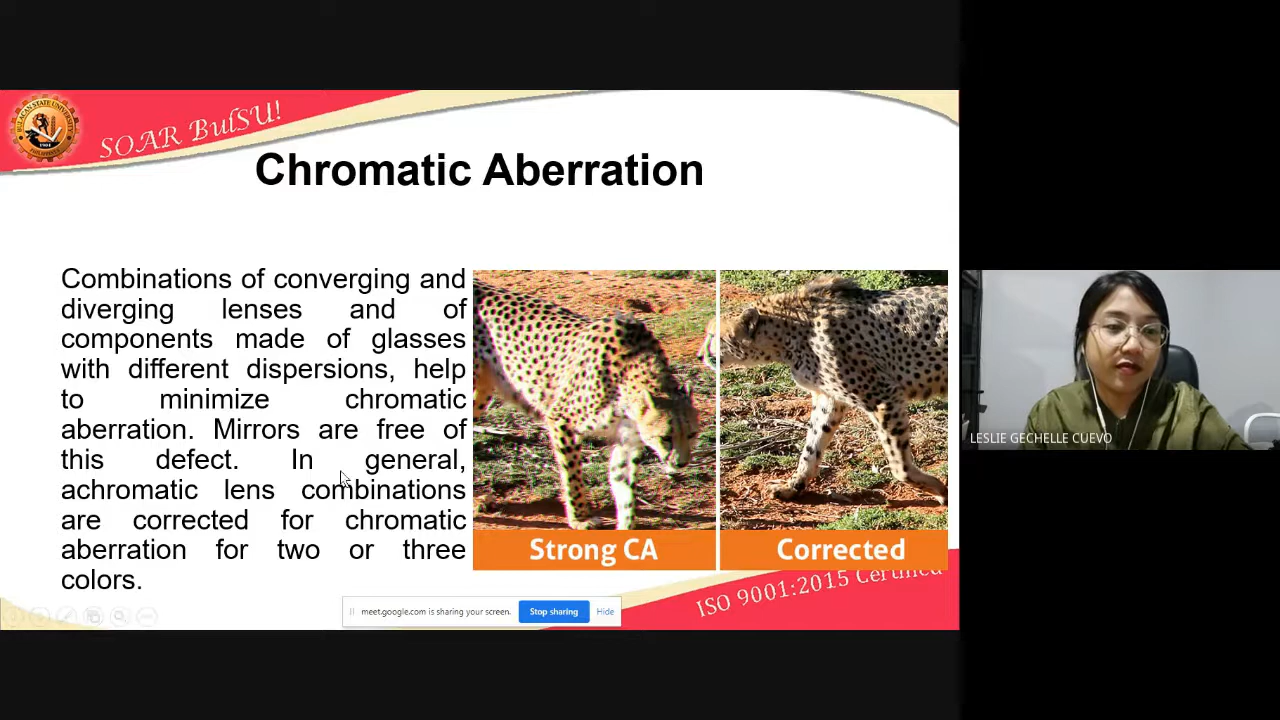 SOAR BulSU!
Chromatic Aberration
Combinations of converging and
diverging lenses and of
components made of glasses
with different dispersions, help
to minimize chromatic
aberration. Mirrors are free of
this defect. In general,
achromatic lens combinations
are corrected for chromatic
aberration for two or three
colors.
Strong CA
Corrected
ISO 9001:2015 Certified
meet.google.com is sharing your screen.
Stop sharing
Hide
LESLIE GECHELLE CUEVO